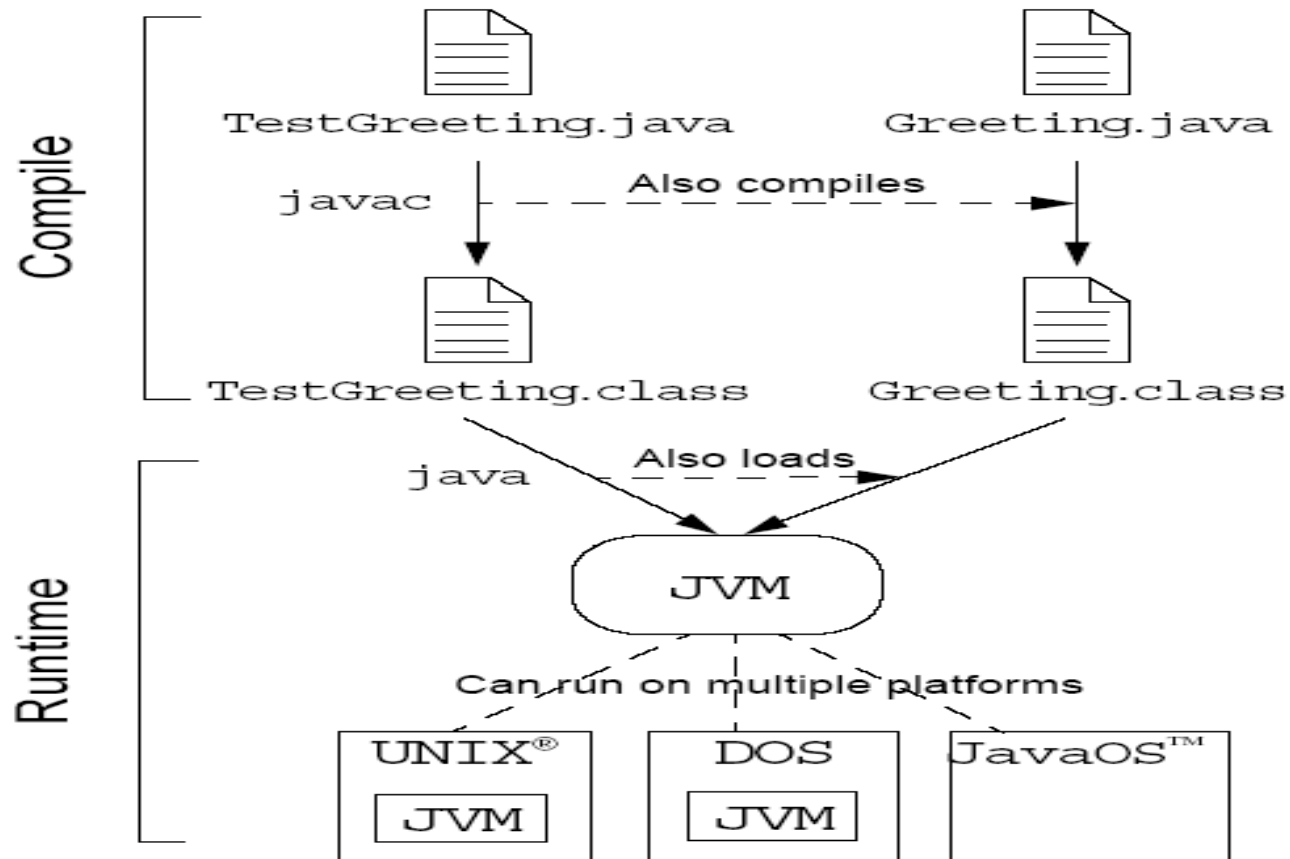 Compile
TestGreeting.java
Greeting.java
javac
Also compiles
TestGreeting.class
Greeting.class
Runtime
java
Also loads
JVM
Can run on multiple platforms
UNIX®
DOS
JavaOS™
JVM
JVM